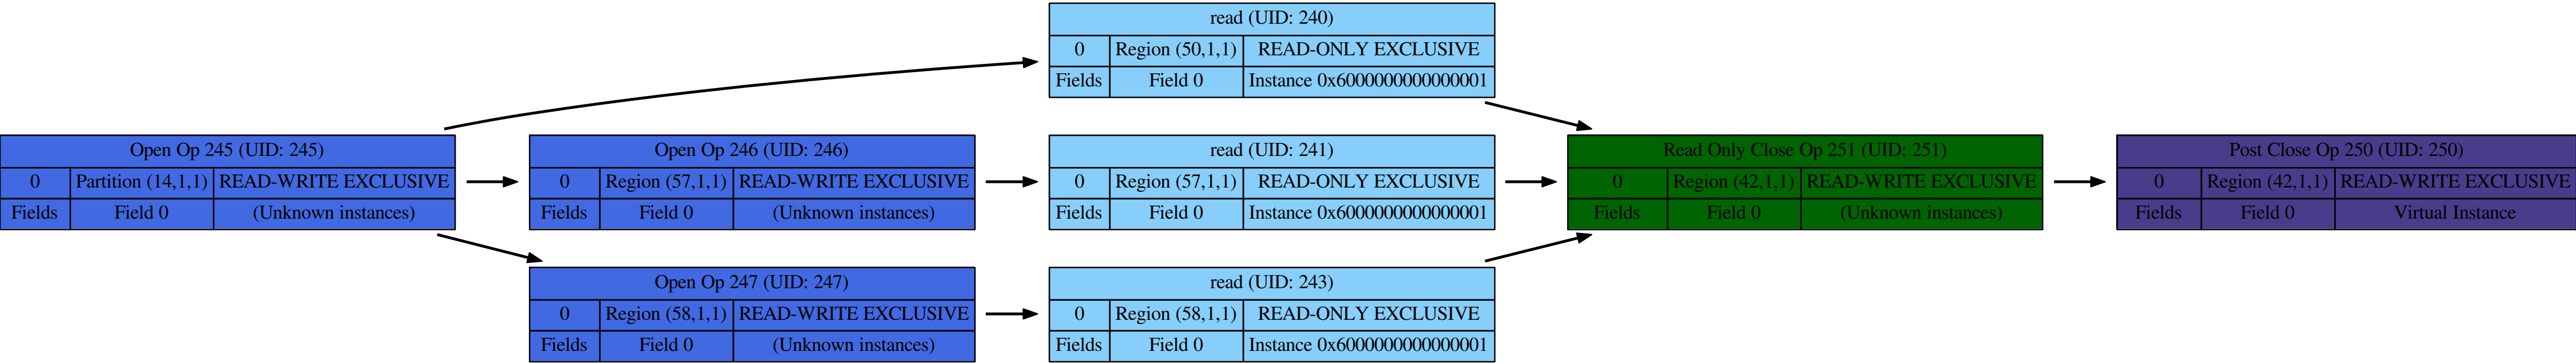 read (UID: 240)
0 Region (50,1,1) READ-ONLY EXCLUSIVE
Fields Field 0 Instance 0x6000000000000001
Open Op 245 (UID: 245)
0 Partition (14,1,1) READ-WRITE EXCLUSIVE
Fields Field 0 (Unknown instances)
Open Op 246 (UID: 246)
0 Region (57,1,1) READ-WRITE EXCLUSIVE
Fields Field 0 (Unknown instances)
read (UID: 241)
0 Region (57,1,1) READ-ONLY EXCLUSIVE
Fields Field 0 Instance 0x6000000000000001
Read Only Close Op 251 (UID: 251)
0 Region (42,1,1) READ-WRITE EXCLUSIVE
Fields Field 0 (Unknown instances)
Post Close Op 250 (UID: 250)
0 Region (42,1,1) READ-WRITE EXCLUSIVE
Fields Field 0 Virtual Instance
Open Op 247 (UID: 247)
0 Region (58,1,1) READ-WRITE EXCLUSIVE
Fields Field 0 (Unknown instances)
read (UID: 243)
0 Region (58,1,1) READ-ONLY EXCLUSIVE
Fields Field 0 Instance 0x6000000000000001